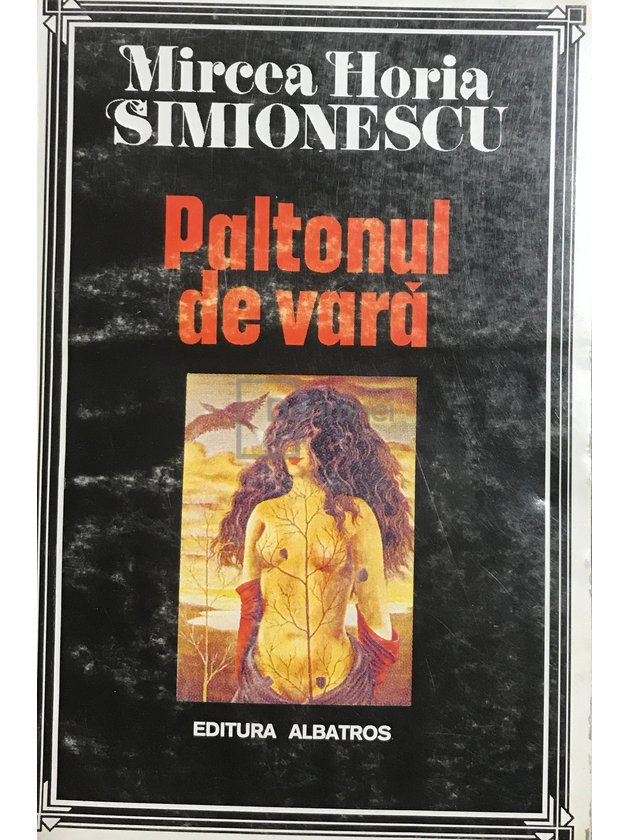 Mircea Horia
SIMIONESCU
Paltonul
de vară
EDITURA ALBATROS